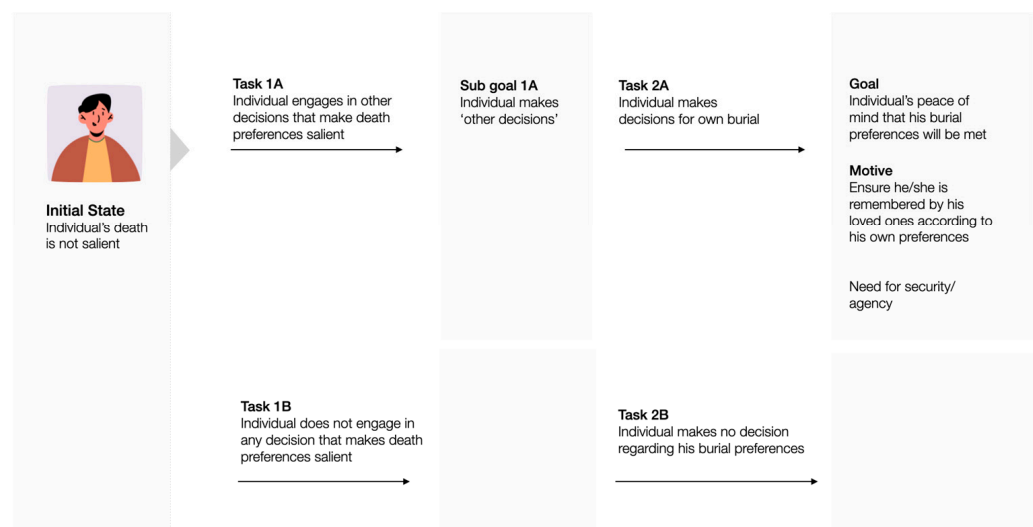 Initial State
Individual's death
is not salient
Task 1A
Individual engages in other
decisions that make death
preferences salient
Sub goal 1A
Individual makes
'other decisions'
Task 2A
Individual makes
decisions for own burial
Goal
Individual's peace of
mind that his burial
preferences will be met
Motive
Ensure he/she is
remembered by his
loved ones according to
his own preferences
Need for security/
agency
Task 1B
Individual does not engage in
any decision that makes death
preferences salient
Task 2B
Individual makes no decision
regarding his burial preferences